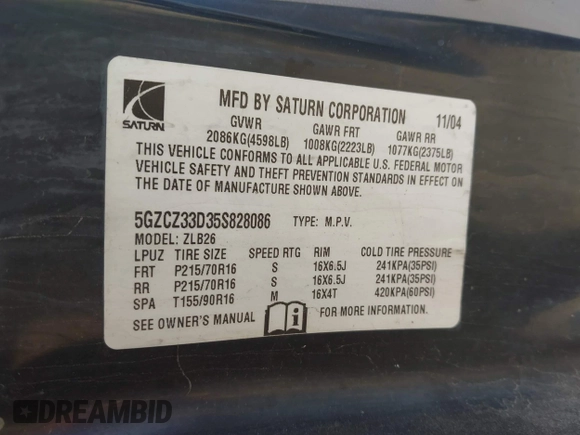 SATURN
MFD BY SATURN CORPORATION 11/04
GVWR GAWR FRT GAWR RR
2086KG(4598LB) 1008KG(2223LB) 1077KG(2375LB)
THIS VEHICLE CONFORMS TO ALL APPLICABLE U.S. FEDERAL MOTOR
VEHICLE SAFETY AND THEFT PREVENTION STANDARDS IN EFFECT ON
THE DATE OF MANUFACTURE SHOWN ABOVE.
5GZCZ33D35S828086 TYPE: M.P.V.
MODEL: ZLB26
LPUZ TIRE SIZE SPEED RTG RIM COLD TIRE PRESSURE
FRT P215/70R16 S 16X6.5J 241KPA(35PSI)
RR P215/70R16 S 16X6.5J 241KPA(35PSI)
SPA T155/90R16 M 16X4T 420KPA(60PSI)
SEE OWNER'S MANUAL FOR MORE INFORMATION.
DREAMBID